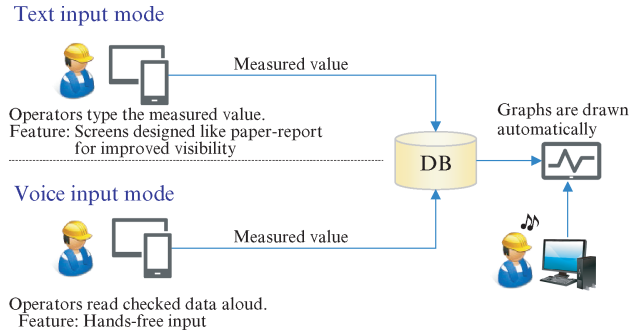 Text input mode
Measured value
Operators type the measured value.
Feature: Screens designed like paper-report
for improved visibility
Graphs are drawn
automatically
DB
Voice input mode
Measured value
Operators read checked data aloud.
Feature: Hands-free input